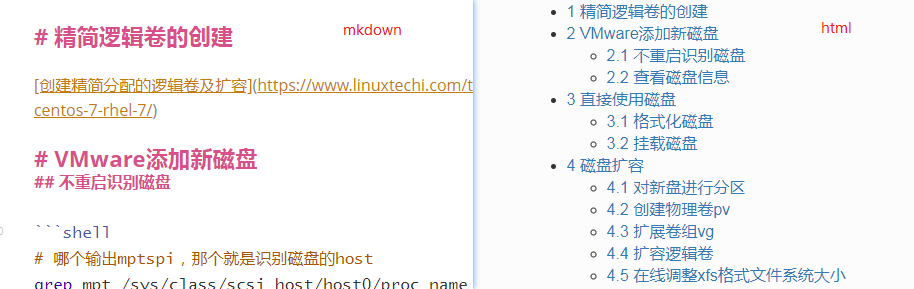 # 精简逻辑卷的创建
mkdown
[创建精简分配的逻辑卷及扩容](https://www.linuxtechi.com/t
centos-7-rhel-7/)
# VMware添加新磁盘
## 不重启识别磁盘
```shell
# 哪个输出mptspi，那个就是识别磁盘的host
grep mpt /sys/class/scsi_host/host0/proc_name
1 精简逻辑卷的创建
html
2 VMware添加新磁盘
2.1 不重启识别磁盘
2.2 查看磁盘信息
3 直接使用磁盘
3.1 格式化磁盘
3.2 挂载磁盘
4 磁盘扩容
4.1 对新盘进行分区
4.2 创建物理卷pv
4.3 扩展卷组vg
4.4 扩容逻辑卷
4.5 在线调整xfs格式文件系统大小